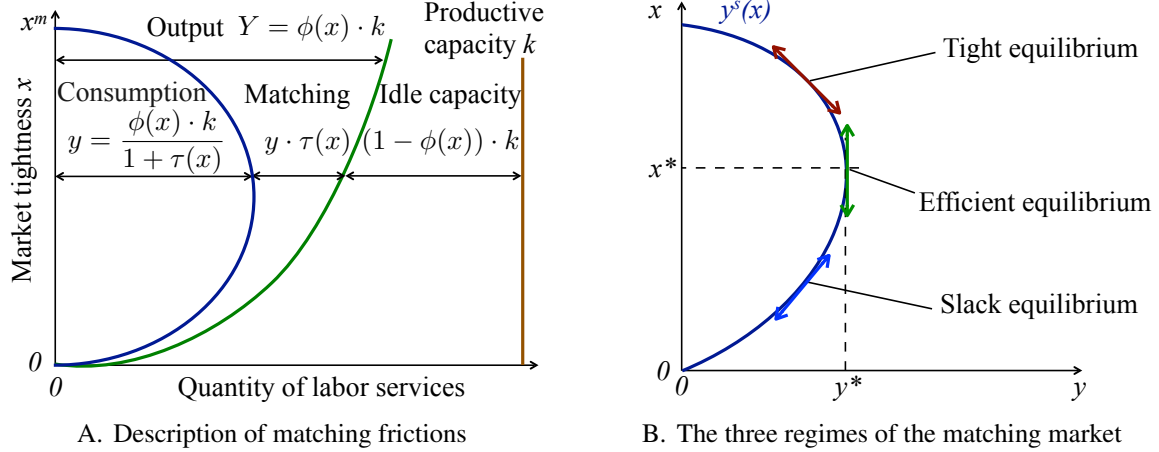 x^m
Output Y = ϕ(x) · k
Productive
capacity k
Consumption
y = ϕ(x) · k / 1 + τ(x)
Matching
y · τ(x)
Idle capacity
(1 − ϕ(x)) · k
Market tightness x
0
0
Quantity of labor services
A. Description of matching frictions
x
y^s(x)
Tight equilibrium
x*
Efficient equilibrium
Slack equilibrium
0
0
y*
y
B. The three regimes of the matching market